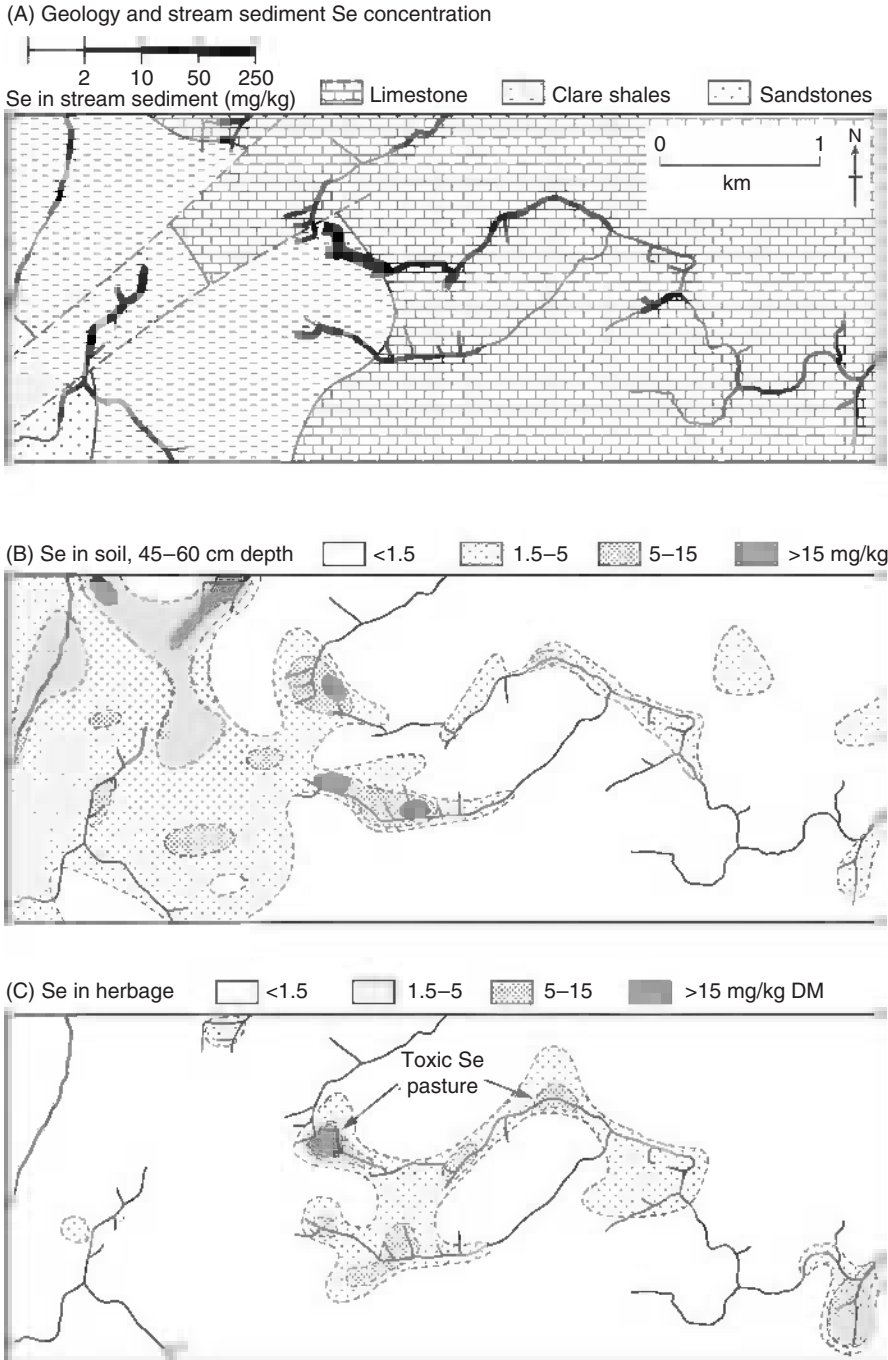 (A) Geology and stream sediment Se concentration
2 10 50 250
Se in stream sediment (mg/kg) Limestone Clare shales Sandstones
0 1 N
km
(B) Se in soil, 45–60 cm depth <1.5 1.5–5 5–15 >15 mg/kg
(C) Se in herbage <1.5 1.5–5 5–15 >15 mg/kg DM
Toxic Se
pasture